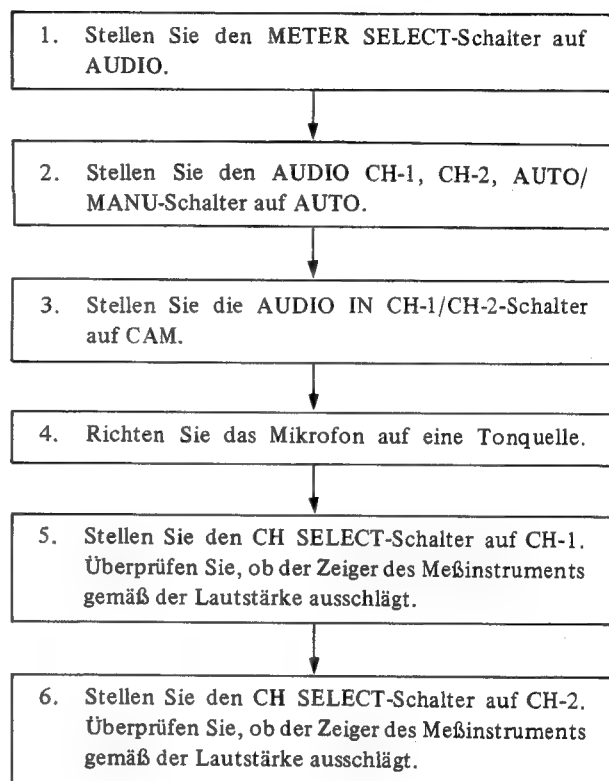 1. Stellen Sie den METER SELECT-Schalter auf
AUDIO.
2. Stellen Sie den AUDIO CH-1, CH-2, AUTO/
MANU-Schalter auf AUTO.
3. Stellen Sie die AUDIO IN CH-1/CH-2-Schalter
auf CAM.
4. Richten Sie das Mikrofon auf eine Tonquelle.
5. Stellen Sie den CH SELECT-Schalter auf CH-1.
Überprüfen Sie, ob der Zeiger des Meßinstruments
gemäß der Lautstärke ausschlägt.
6. Stellen Sie den CH SELECT-Schalter auf CH-2.
Überprüfen Sie, ob der Zeiger des Meßinstruments
gemäß der Lautstärke ausschlägt.